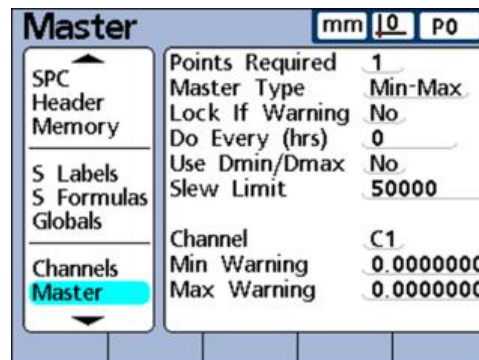 Master
mm 0 P0
SPC
Header
Memory
S Labels
S Formulas
Globals
Channels
Master
Points Required 1
Master Type Min-Max
Lock If Warning No
Do Every (hrs) 0
Use Dmin/Dmax No
Slew Limit 50000
Channel C1
Min Warning 0.0000000
Max Warning 0.0000000